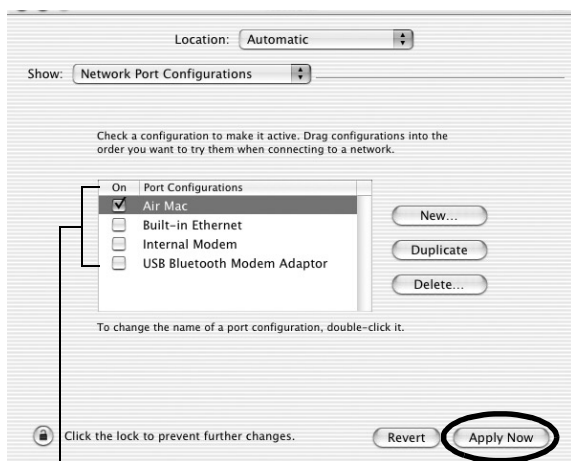 Location: Automatic
Show: Network Port Configurations
Check a configuration to make it active. Drag configurations into the
order you want to try them when connecting to a network.
On Port Configurations
Air Mac
Built-in Ethernet
Internal Modem
USB Bluetooth Modem Adaptor
New...
Duplicate
Delete...
To change the name of a port configuration, double-click it.
Click the lock to prevent further changes.
Revert Apply Now